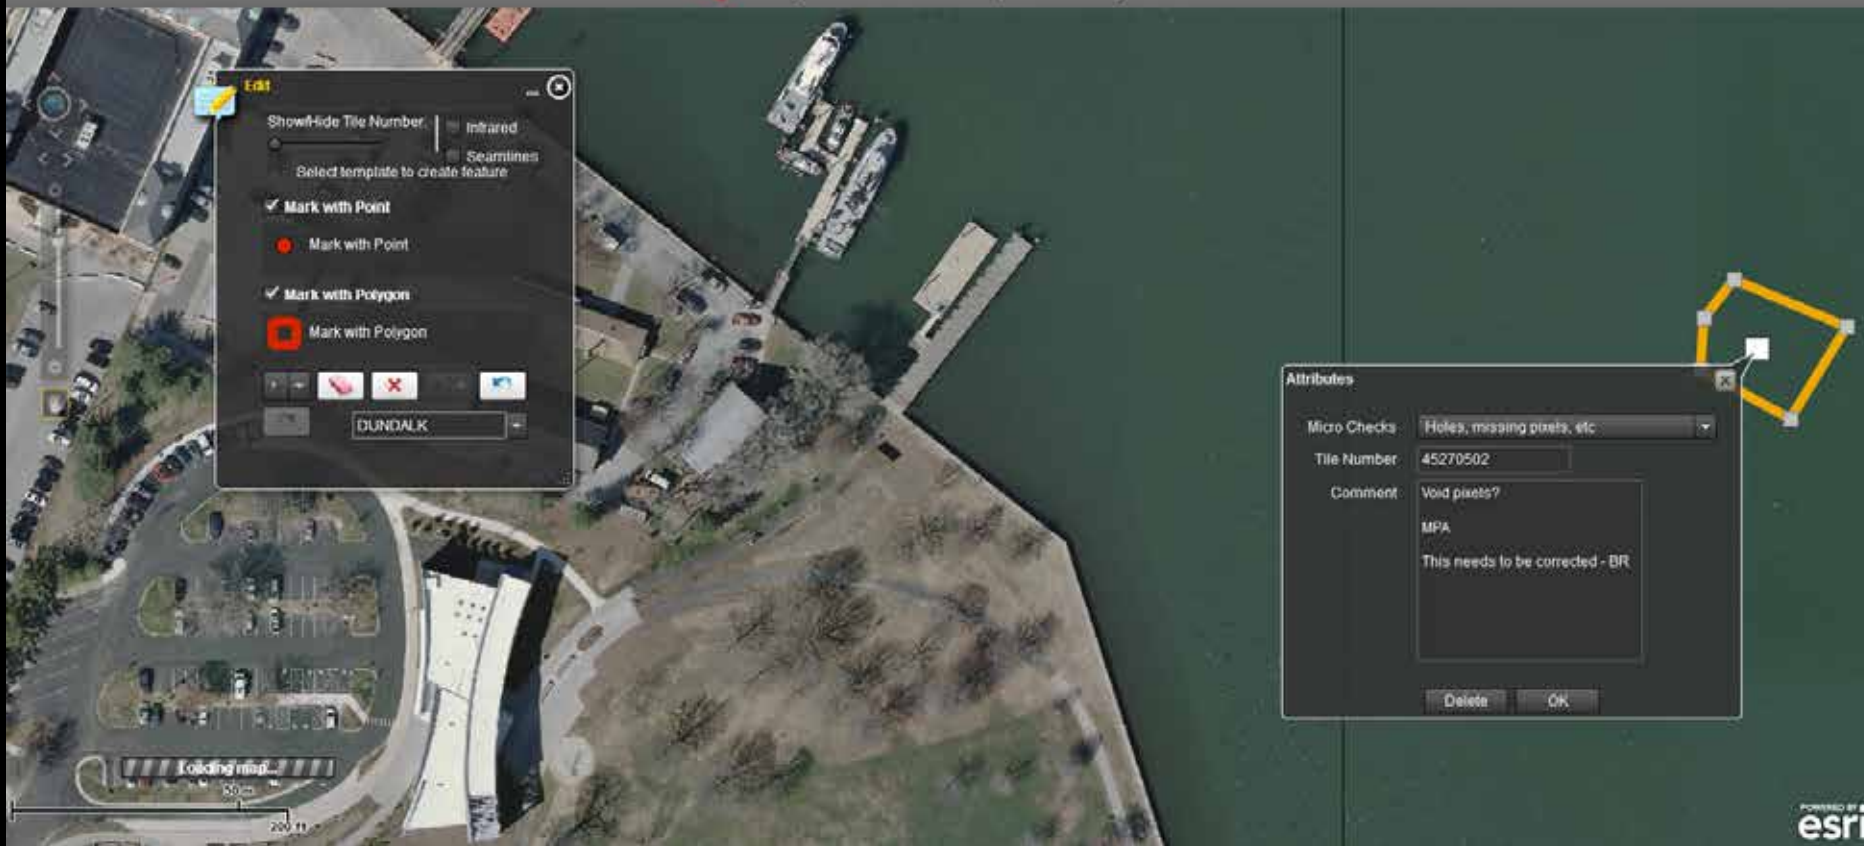 Edit
Show/Hide Tile Number.
Infrared
Seamlines
Select template to create feature
Mark with Point
Mark with Point
Mark with Polygon
Mark with Polygon
DUNDALK
Loading map...
50 m
200 ft
Attributes
Micro Checks
Holes, missing pixels, etc
Tile Number
45270502
Comment
Void pixels?
MPA
This needs to be corrected - BR
Delete
OK
POWERED BY
esri